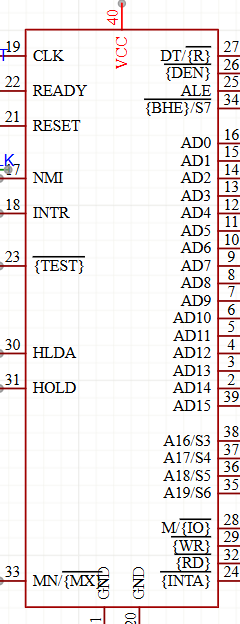 40
VCC
19 CLK DT/{R} 27
{DEN} 26
22 READY ALE 25
{BHE}/S7 34
21 RESET
AD0 16
AD1 15
K
17 NMI AD2 14
AD3 13
18 INTR AD4 12
AD5 11
AD6 10
23 {TEST} AD7 9
AD8 8
AD9 7
AD10 6
AD11 5
30 HLDA AD12 4
AD13 3
31 HOLD AD14 2
AD15 39
A16/S3 38
A17/S4 37
A18/S5 36
A19/S6 35
M/{IO} 28
{WR} 29
{RD} 32
33 MN/{MX} {INTA} 24
GND GND
1 20